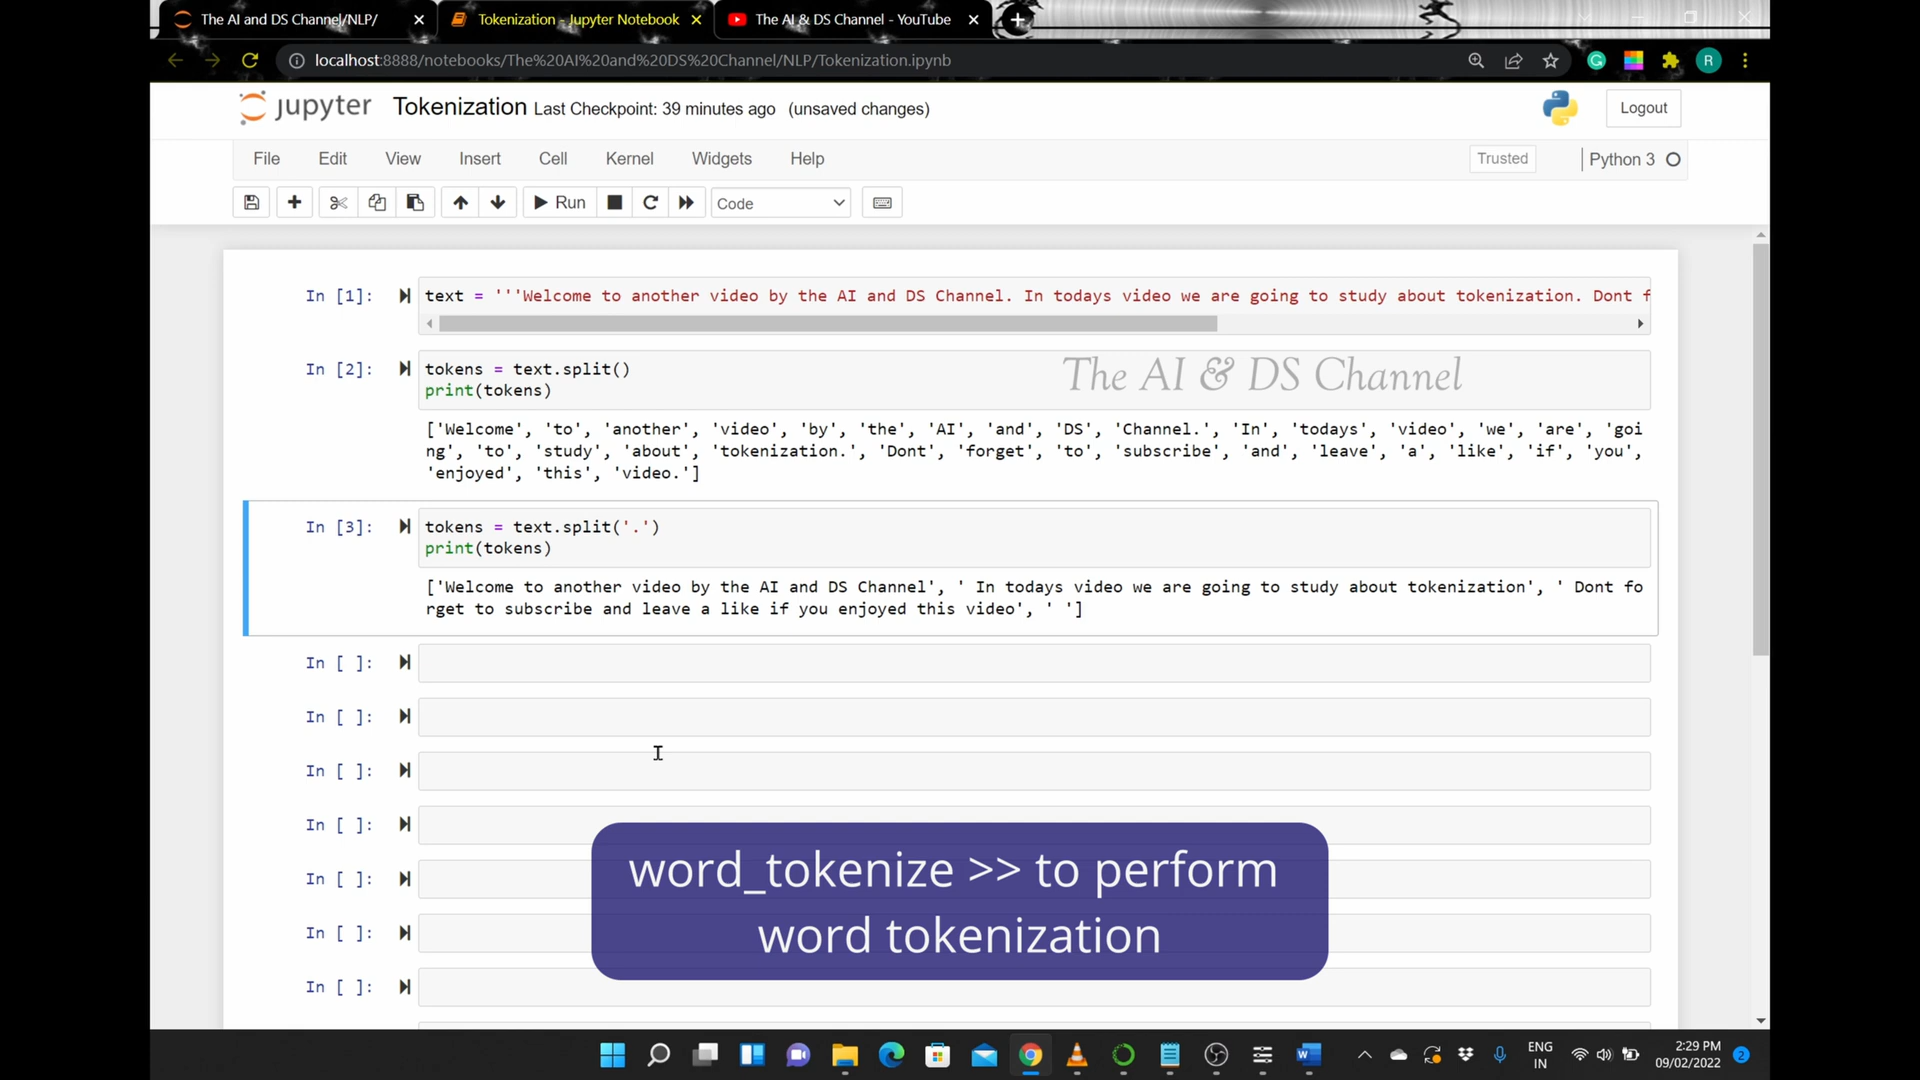 The AI and DS Channel/NLP/
Tokenization - Jupyter Notebook
The AI & DS Channel - YouTube
localhost:8888/notebooks/The%20AI%20and%20DS%20Channel/NLP/Tokenization.ipynb
R
jupyter Tokenization Last Checkpoint: 39 minutes ago (unsaved changes)
Logout
File Edit View Insert Cell Kernel Widgets Help
Trusted
Python 3
Run
Code
In [1]: text = '''Welcome to another video by the AI and DS Channel. In todays video we are going to study about tokenization. Dont f
In [2]: tokens = text.split()
print(tokens)
The AI & DS Channel
['Welcome', 'to', 'another', 'video', 'by', 'the', 'AI', 'and', 'DS', 'Channel.', 'In', 'todays', 'video', 'we', 'are', 'goi
ng', 'to', 'study', 'about', 'tokenization.', 'Dont', 'forget', 'to', 'subscribe', 'and', 'leave', 'a', 'like', 'if', 'you',
'enjoyed', 'this', 'video.']
In [3]: tokens = text.split('.')
print(tokens)
['Welcome to another video by the AI and DS Channel', ' In todays video we are going to study about tokenization', ' Dont fo
rget to subscribe and leave a like if you enjoyed this video', ' ']
In [ ]:
In [ ]:
In [ ]:
In [ ]:
In [ ]:
In [ ]:
In [ ]:
word_tokenize >> to perform
word tokenization
ENG
IN
2:29 PM
09/02/2022
2